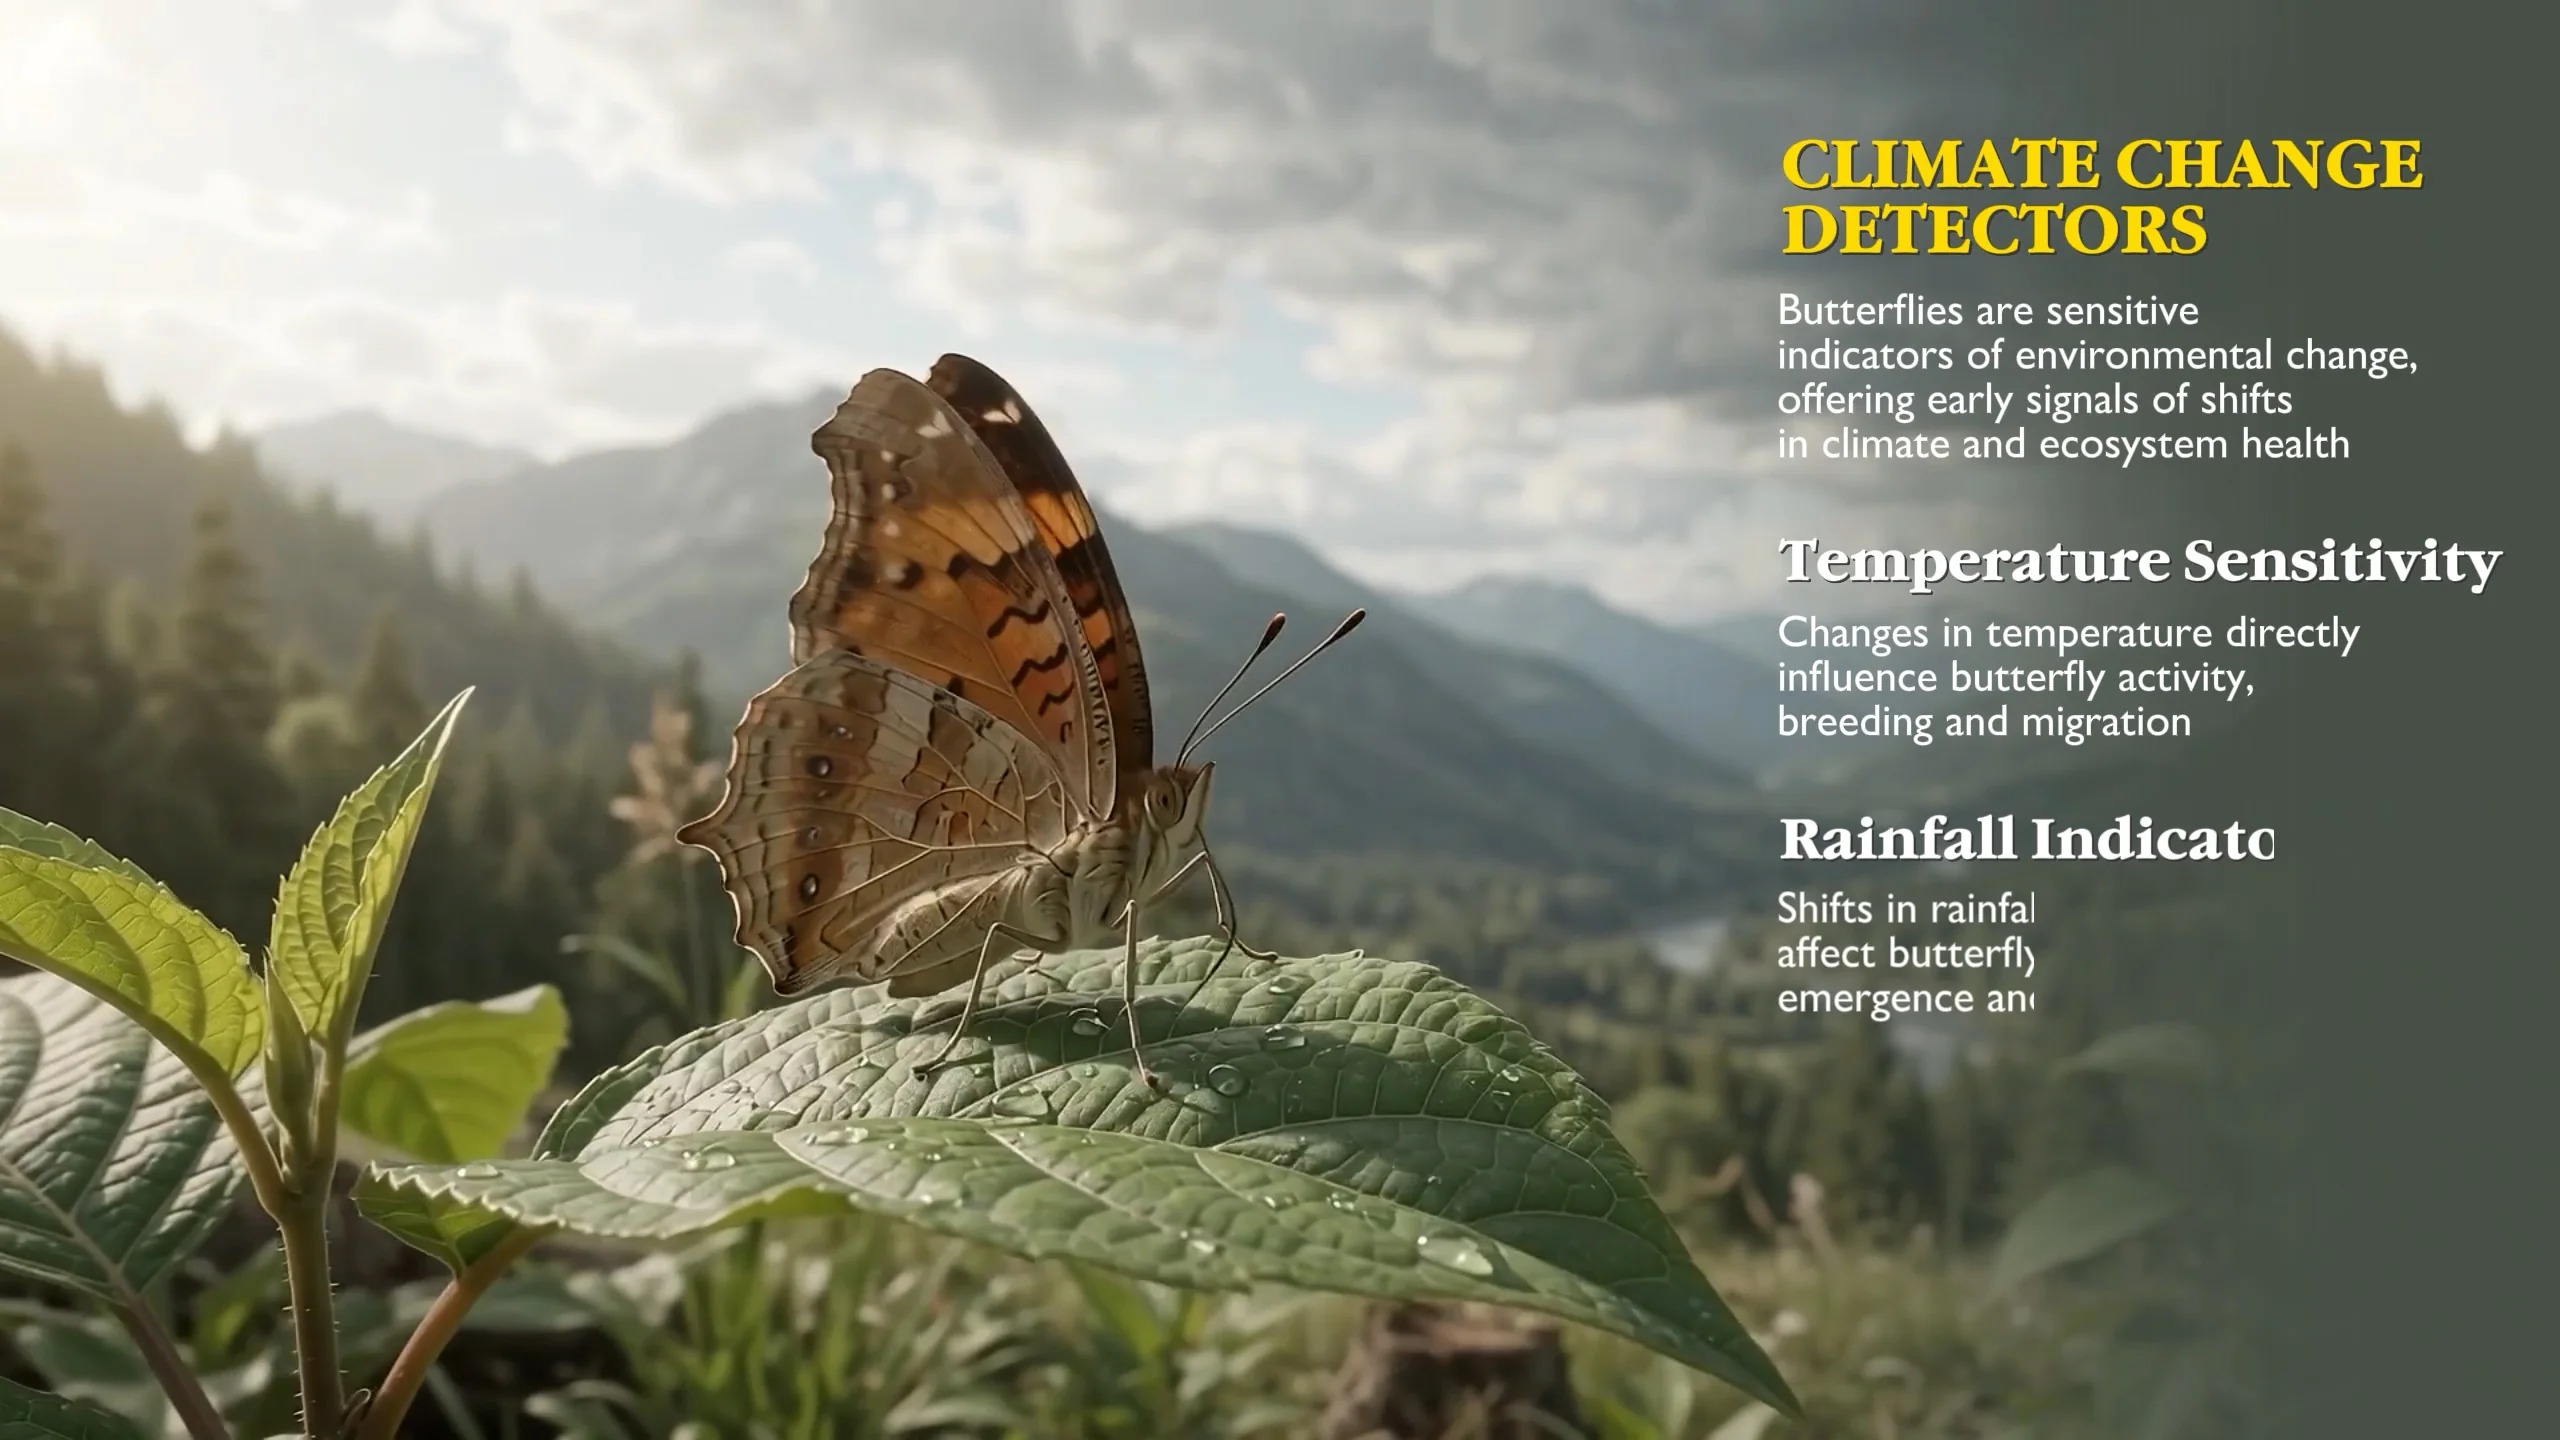 CLIMATE CHANGE
DETECTORS
Butterflies are sensitive
indicators of environmental change,
offering early signals of shifts
in climate and ecosystem health
Temperature Sensitivity
Changes in temperature directly
influence butterfly activity,
breeding and migration
Rainfall Indicato
Shifts in rainfal
affect butterfly
emergence an